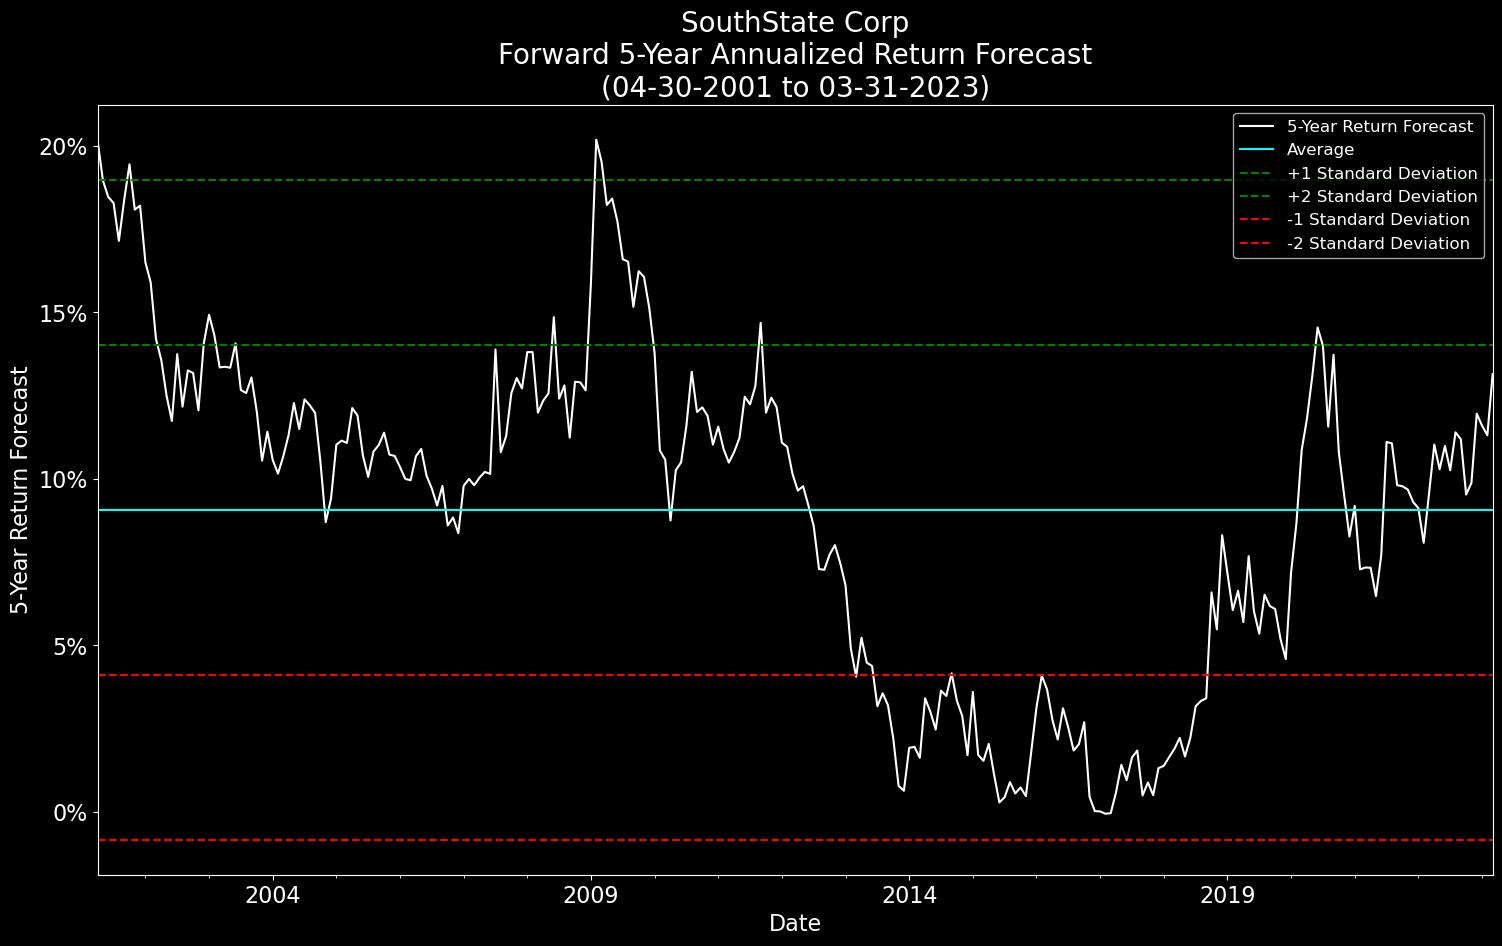 SouthState Corp
Forward 5-Year Annualized Return Forecast
(04-30-2001 to 03-31-2023)
5-Year Return Forecast
Average
+1 Standard Deviation
+2 Standard Deviation
-1 Standard Deviation
-2 Standard Deviation
20%
15%
10%
5%
0%
5-Year Return Forecast
2004
2009
2014
2019
Date